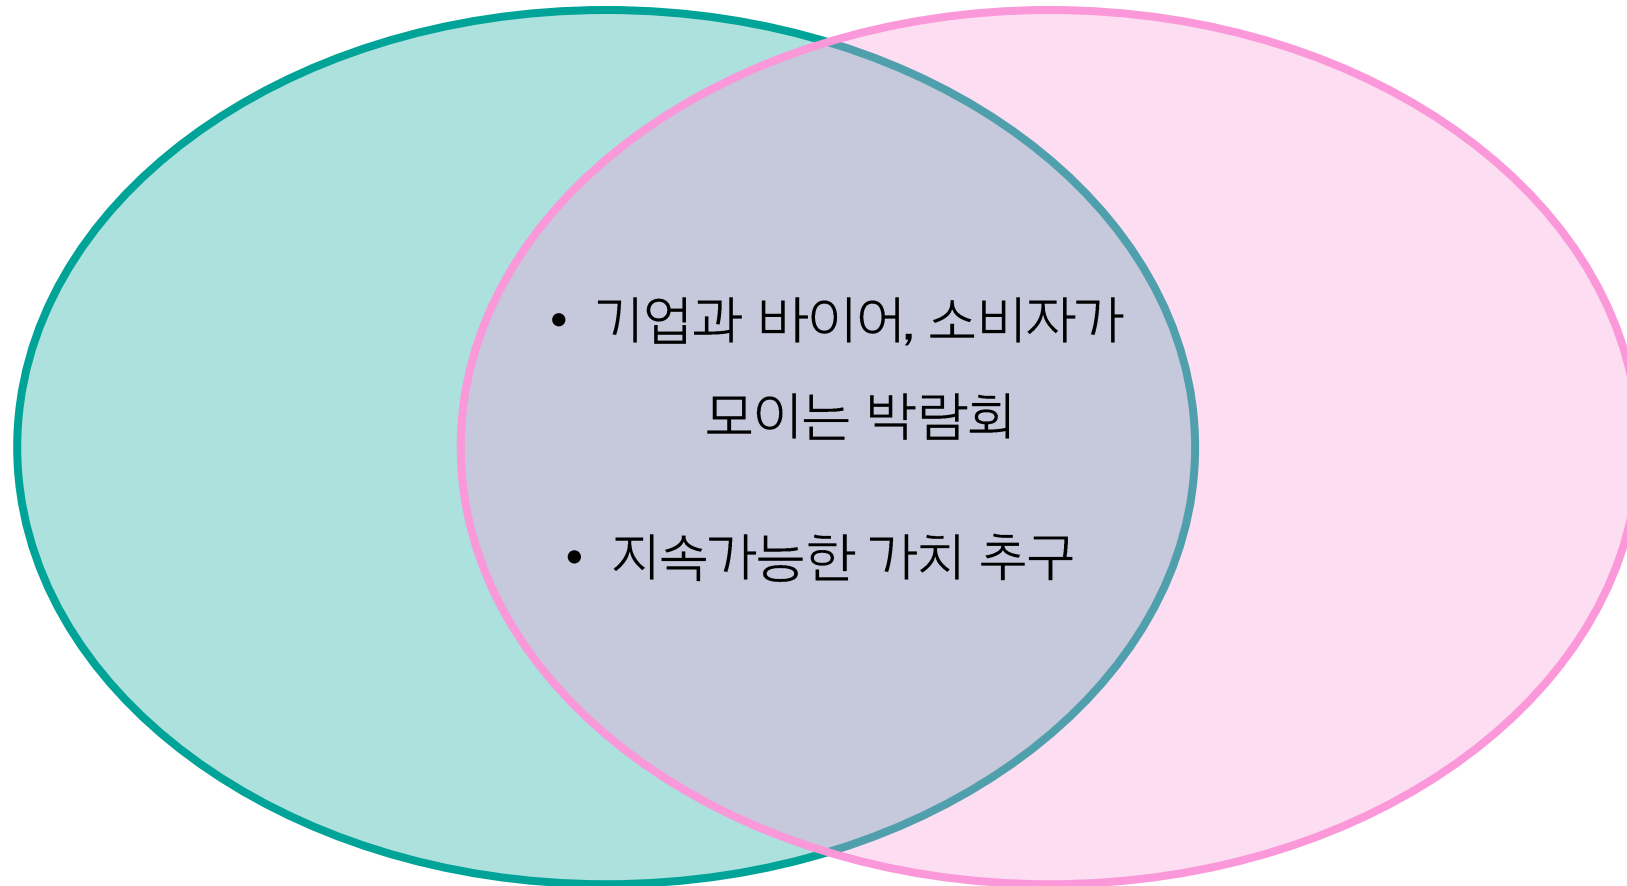 • 기업과 바이어, 소비자가
모이는 박람회
• 지속가능한 가치 추구